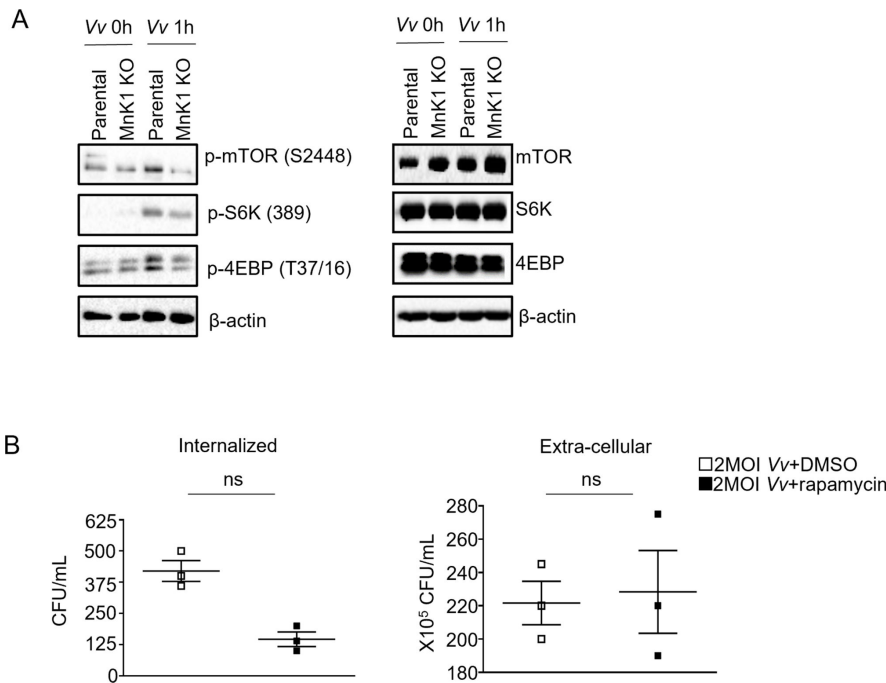 A
Vv 0h
Vv 1h
Parental
MnK1 KO
Parental
MnK1 KO
p-mTOR (S2448)
p-S6K (389)
p-4EBP (T37/16)
β-actin
Vv 0h
Vv 1h
Parental
MnK1 KO
Parental
MnK1 KO
mTOR
S6K
4EBP
β-actin
B
Internalized
ns
CFU/mL
625
500
375
250
125
0
Extra-cellular
ns
X10⁵ CFU/mL
280
260
240
220
200
180
2MOI Vv+DMSO
2MOI Vv+rapamycin